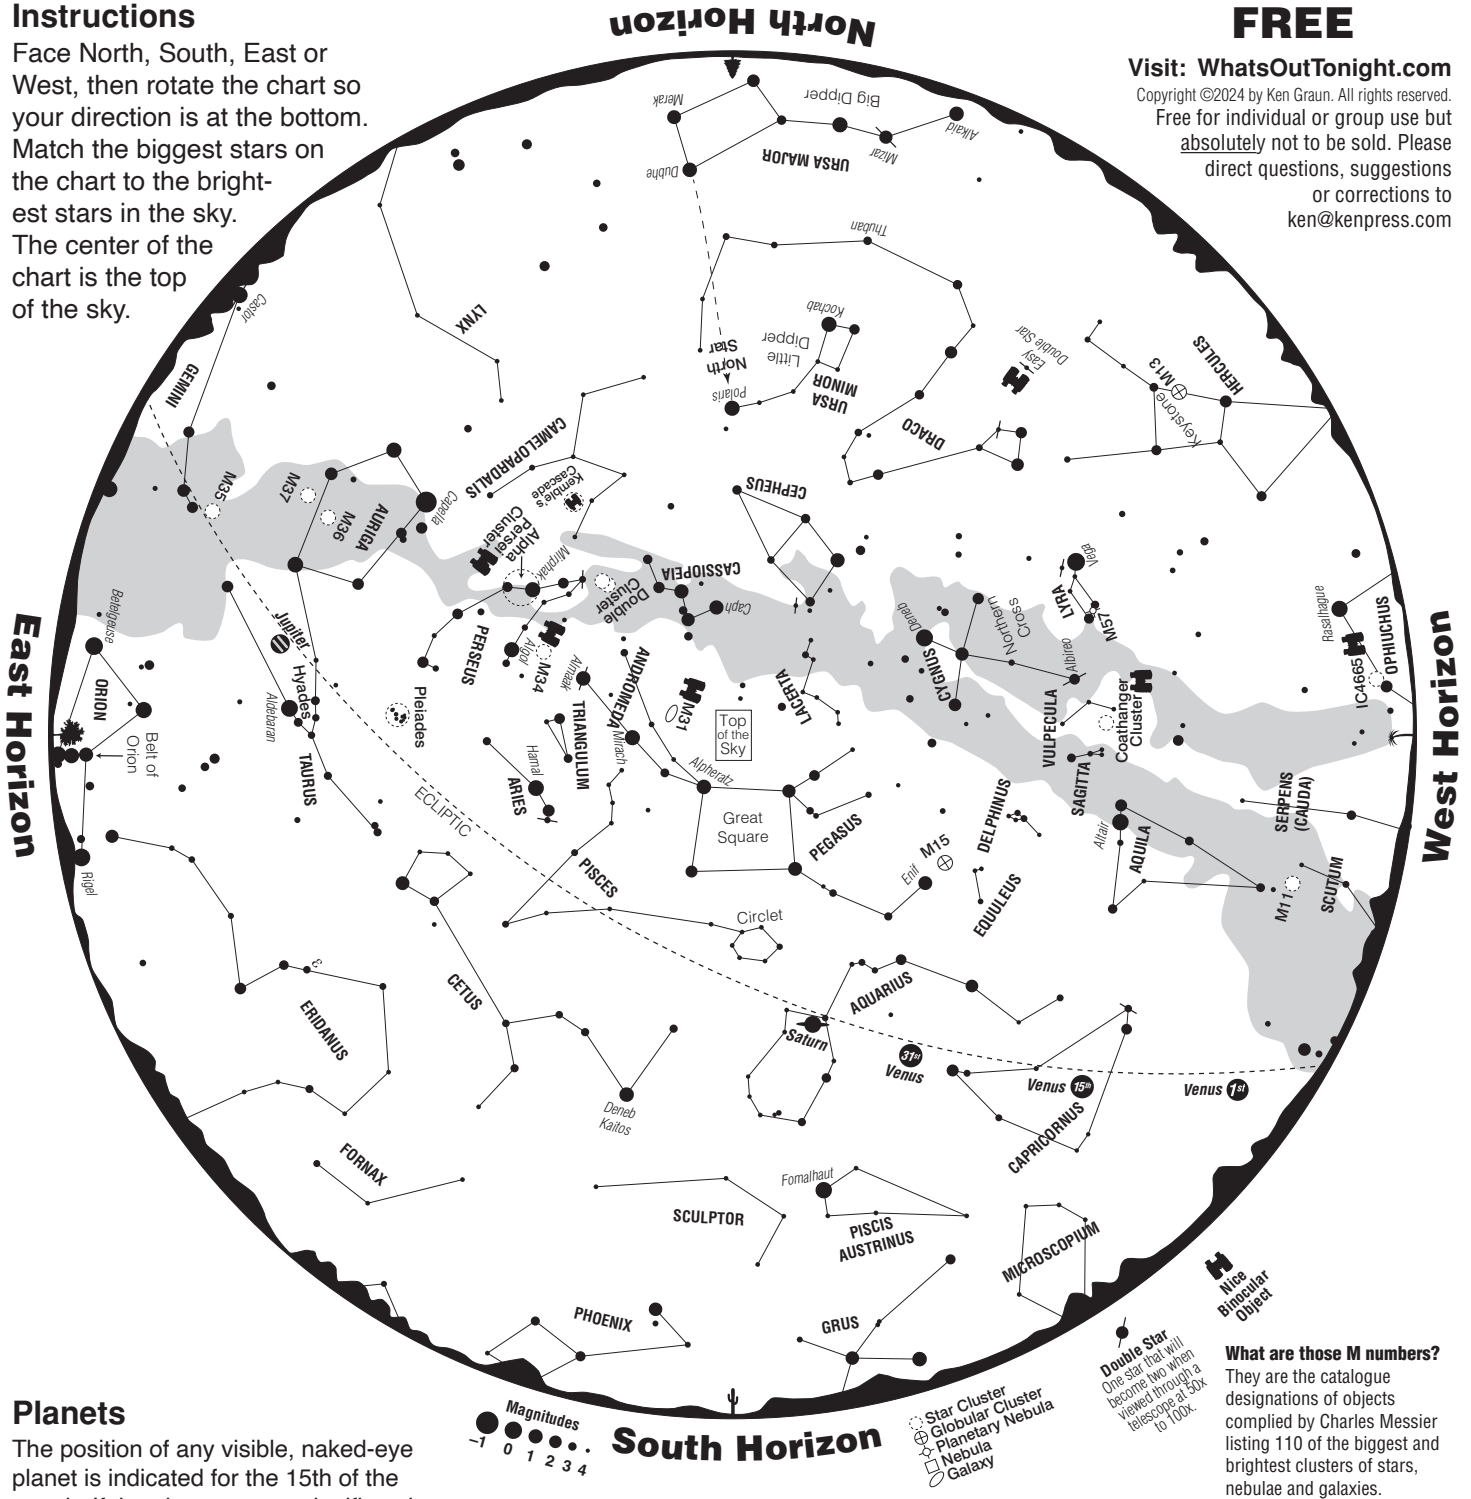 Instructions
Face North, South, East or
West, then rotate the chart so
your direction is at the bottom.
Match the biggest stars on
the chart to the bright-
est stars in the sky.
The center of the
chart is the top
of the sky.
North Horizon
FREE
Visit: WhatsOutTonight.com
Copyright ©2024 by Ken Graun. All rights reserved.
Free for individual or group use but
absolutely not to be sold. Please
direct questions, suggestions
or corrections to
ken@kenpress.com
Merak
Big Dipper
Alkaid
Mizar
URSA MAJOR
Dubhe
Thuban
Castor
LYNX
Kochab
Little
Dipper
North
Star
URSA
MINOR
Polaris
Easy
Double Star
M13
HERCULES
Keystone
GEMINI
DRACO
CAMELOPARDALIS
Kemble's
Cascade
CEPHEUS
M35
M37
M36
AURIGA
Capella
Alpha
Persei
Cluster
Mirphak
Double
Cluster
CASSIOPEIA
Caph
Vega
LYRA
M57
Deneb
Northern
Cross
Albireo
CYGNUS
Rasalhague
OPHIUCHUS
IC4665
East Horizon
West Horizon
Betelgeuse
ORION
Belt of
Orion
Rigel
Jupiter
Hyades
Aldebaran
TAURUS
Pleiades
PERSEUS
Algol
M34
Almaak
ANDROMEDA
M31
Mirach
TRIANGULUM
Hamal
ARIES
Top
of the
Sky
Alpheratz
LACERTA
VULPECULA
Coathanger
Cluster
SAGITTA
SERPENS
(CAUDA)
ECLIPTIC
Great
Square
PEGASUS
Enif
M15
DELPHINUS
EQUULEUS
Altair
AQUILA
M11
SCUTUM
PISCES
Circlet
CETUS
ε
ERIDANUS
AQUARIUS
Saturn
31st
Venus
Venus 15th
Venus 1st
CAPRICORNUS
Deneb
Kaitos
FORNAX
SCULPTOR
Fomalhaut
PISCIS
AUSTRINUS
MICROSCOPIUM
PHOENIX
GRUS
Nice
Binocular
Object
Double Star
One star that will
become two when
viewed through a
telescope at 50x
to 100x.
What are those M numbers?
They are the catalogue
designations of objects
complied by Charles Messier
listing 110 of the biggest and
brightest clusters of stars,
nebulae and galaxies.
Magnitudes
–1 0 1 2 3 4
South Horizon
Star Cluster
Globular Cluster
Planetary Nebula
Nebula
Galaxy
Planets
The position of any visible, naked-eye
planet is indicated for the 15th of the